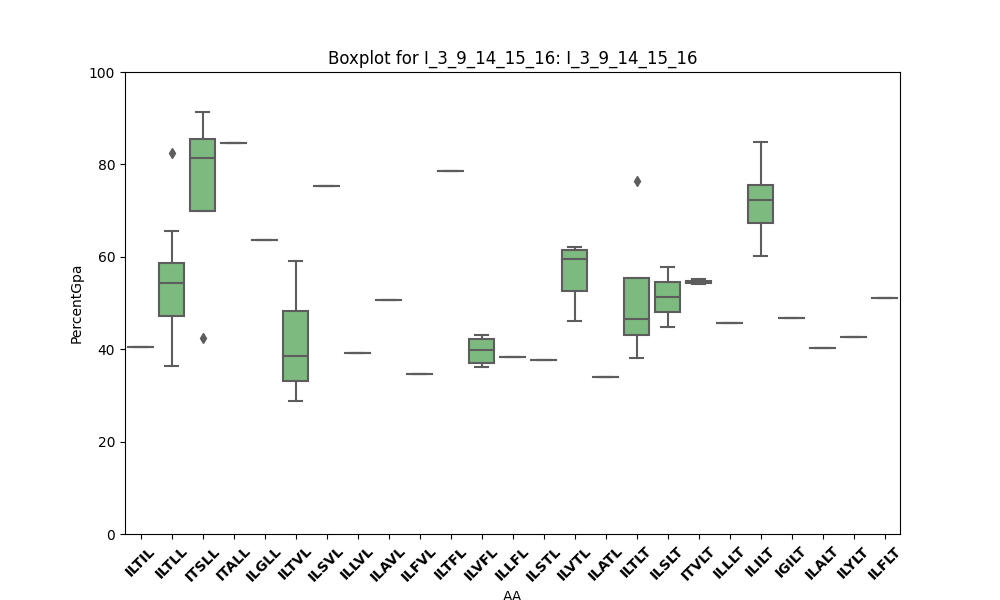 Boxplot for I_3_9_14_15_16: I_3_9_14_15_16
100
80
60
40
20
0
PercentGpa
ILTIL
ILTLL
ITSLL
ITALL
ILGLL
ILTVL
ILSVL
ILLVL
ILAVL
ILFVL
ILTFL
ILVFL
ILLFL
ILSTL
ILVTL
ILATL
ILTLT
ILSLT
ITVLT
ILLLT
ILILT
IGILT
ILALT
ILYLT
ILFLT
AA